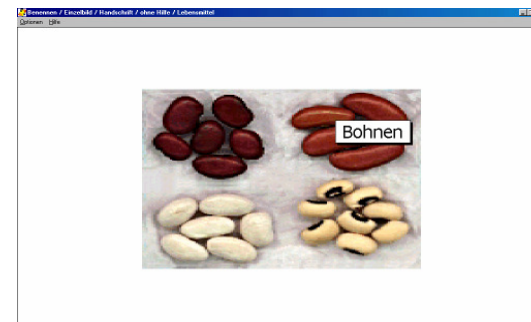 Benennen / Einzelbild / Handschrift / ohne Hilfe / Lebensmittel
Optionen Hilfe
Bohnen